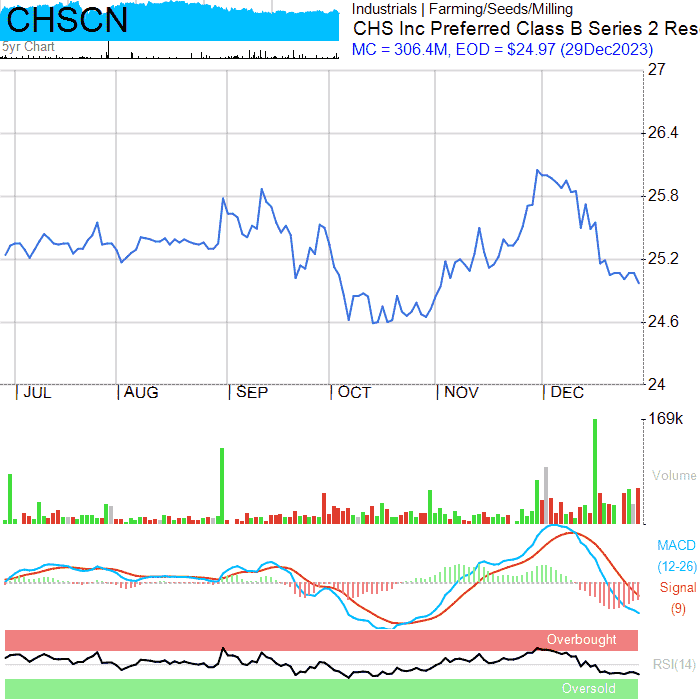 CHSCN
Industrials | Farming/Seeds/Milling
CHS Inc Preferred Class B Series 2 Res
5yr Chart
MC = 306.4M, EOD = $24.97 (29Dec2023)
27
26.4
25.8
25.2
24.6
24
JUL AUG SEP OCT NOV DEC
169k
Volume
MACD
(12-26)
Signal
(9)
Overbought
RSI(14)
Oversold